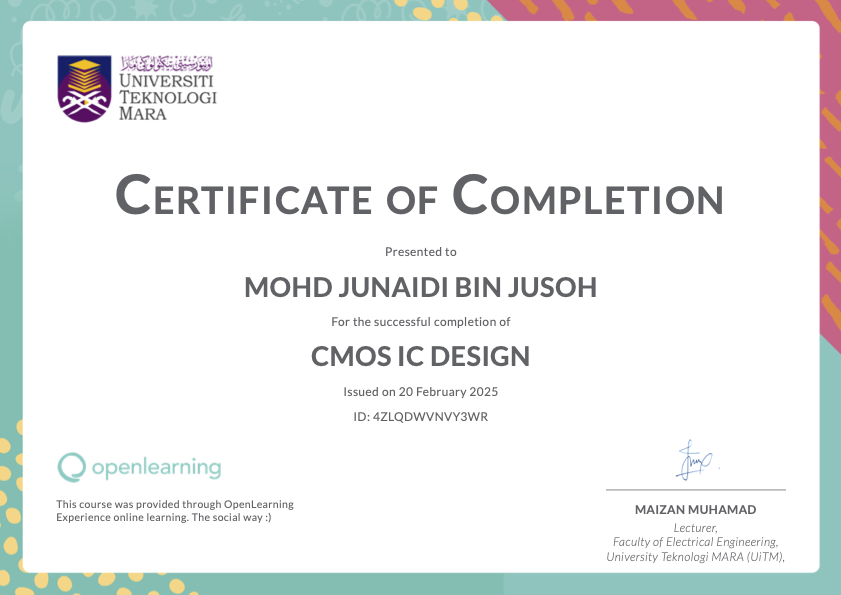 اونيۏرسيتي تيكنولوڬي مارا
UNIVERSITI
TEKNOLOGI
MARA
CERTIFICATE OF COMPLETION
Presented to
MOHD JUNAIDI BIN JUSOH
For the successful completion of
CMOS IC DESIGN
Issued on 20 February 2025
ID: 4ZLQDWVNVY3WR
openlearning
This course was provided through OpenLearning
Experience online learning. The social way :)
MAIZAN MUHAMAD
Lecturer,
Faculty of Electrical Engineering,
University Teknologi MARA (UiTM),